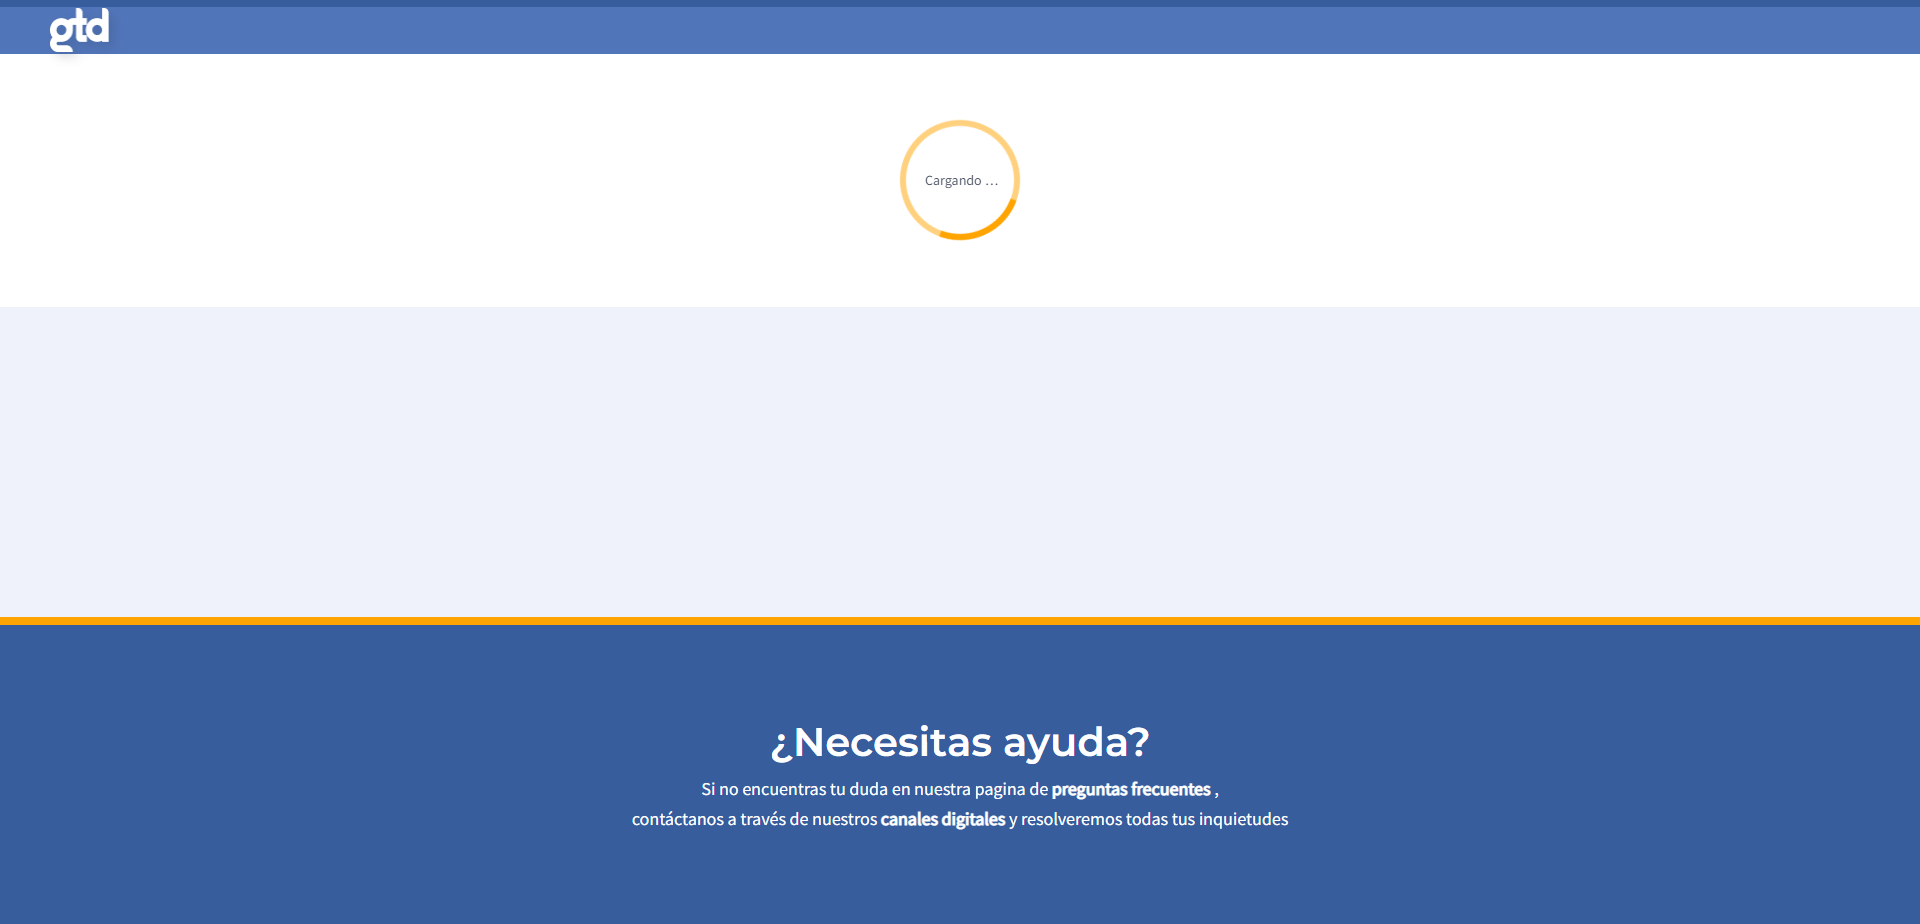 gtd
Cargando ...
¿Necesitas ayuda?
Si no encuentras tu duda en nuestra pagina de preguntas frecuentes ,
contáctanos a través de nuestros canales digitales y resolveremos todas tus inquietudes